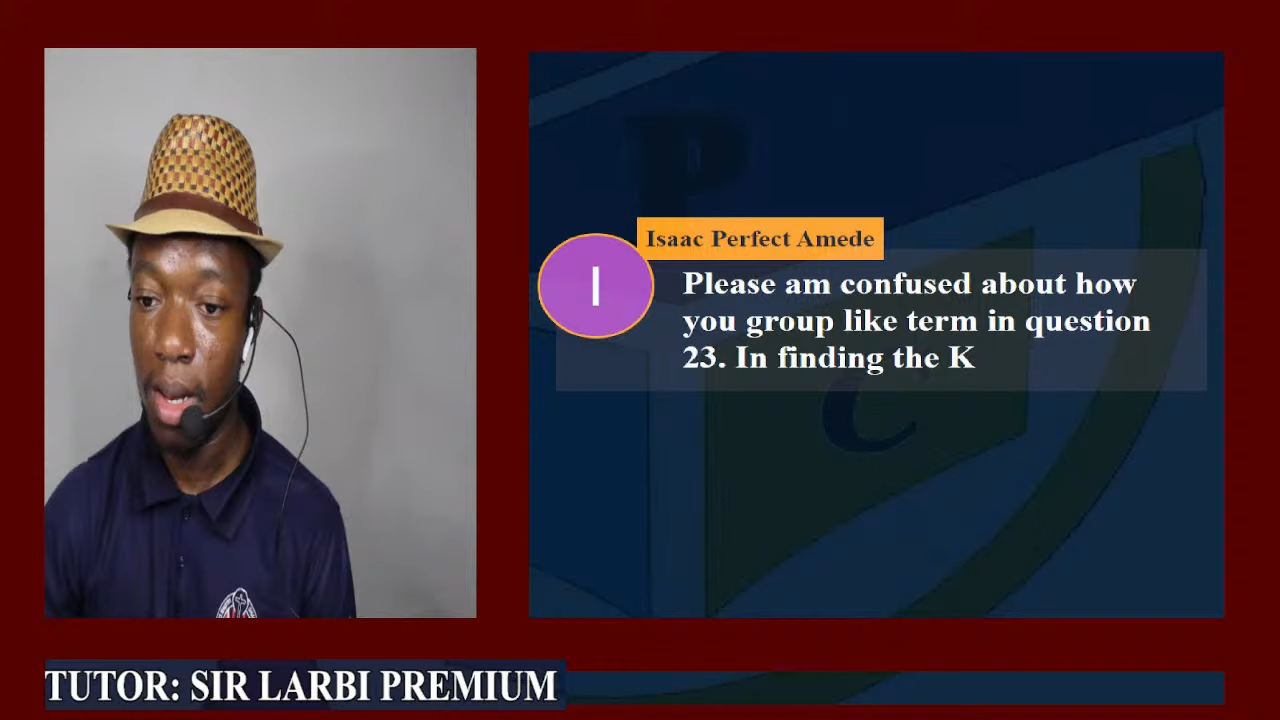 P
Isaac Perfect Amede
I
Please am confused about how
you group like term in question
23. In finding the K
C
TUTOR: SIR LARBI PREMIUM